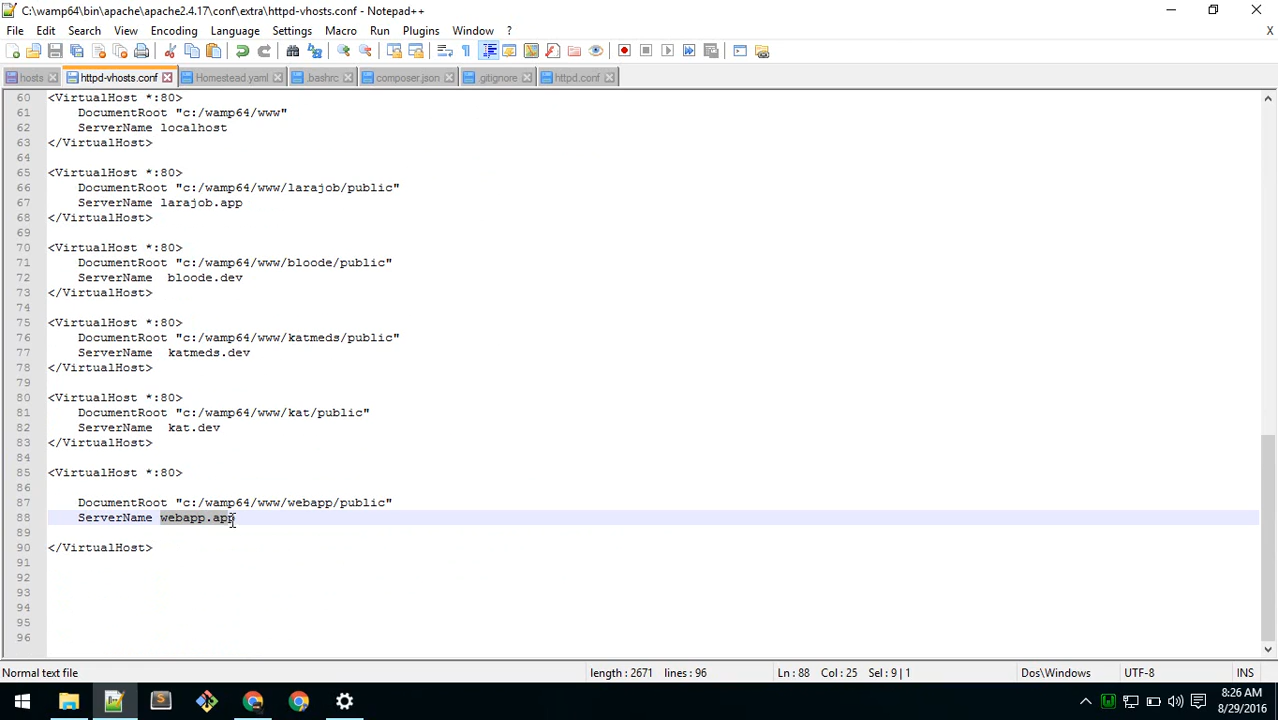 C:\wamp64\bin\apache\apache2.4.17\conf\extra\httpd-vhosts.conf - Notepad++
File Edit Search View Encoding Language Settings Macro Run Plugins Window ? X
hosts httpd-vhosts.conf Homestead.yaml .bashrc composer.json .gitignore httpd.conf
60 <VirtualHost *:80>
61 DocumentRoot "c:/wamp64/www"
62 ServerName localhost
63 </VirtualHost>
64
65 <VirtualHost *:80>
66 DocumentRoot "c:/wamp64/www/larajob/public"
67 ServerName larajob.app
68 </VirtualHost>
69
70 <VirtualHost *:80>
71 DocumentRoot "c:/wamp64/www/bloode/public"
72 ServerName  bloode.dev
73 </VirtualHost>
74
75 <VirtualHost *:80>
76 DocumentRoot "c:/wamp64/www/katmeds/public"
77 ServerName  katmeds.dev
78 </VirtualHost>
79
80 <VirtualHost *:80>
81 DocumentRoot "c:/wamp64/www/kat/public"
82 ServerName  kat.dev
83 </VirtualHost>
84
85 <VirtualHost *:80>
86
87 DocumentRoot "c:/wamp64/www/webapp/public"
88 ServerName webapp.app
89
90 </VirtualHost>
91
92
93
94
95
96
Normal text file length : 2671 lines : 96 Ln : 88 Col : 25 Sel : 9 | 1 Dos\Windows UTF-8 INS
8:26 AM
8/29/2016